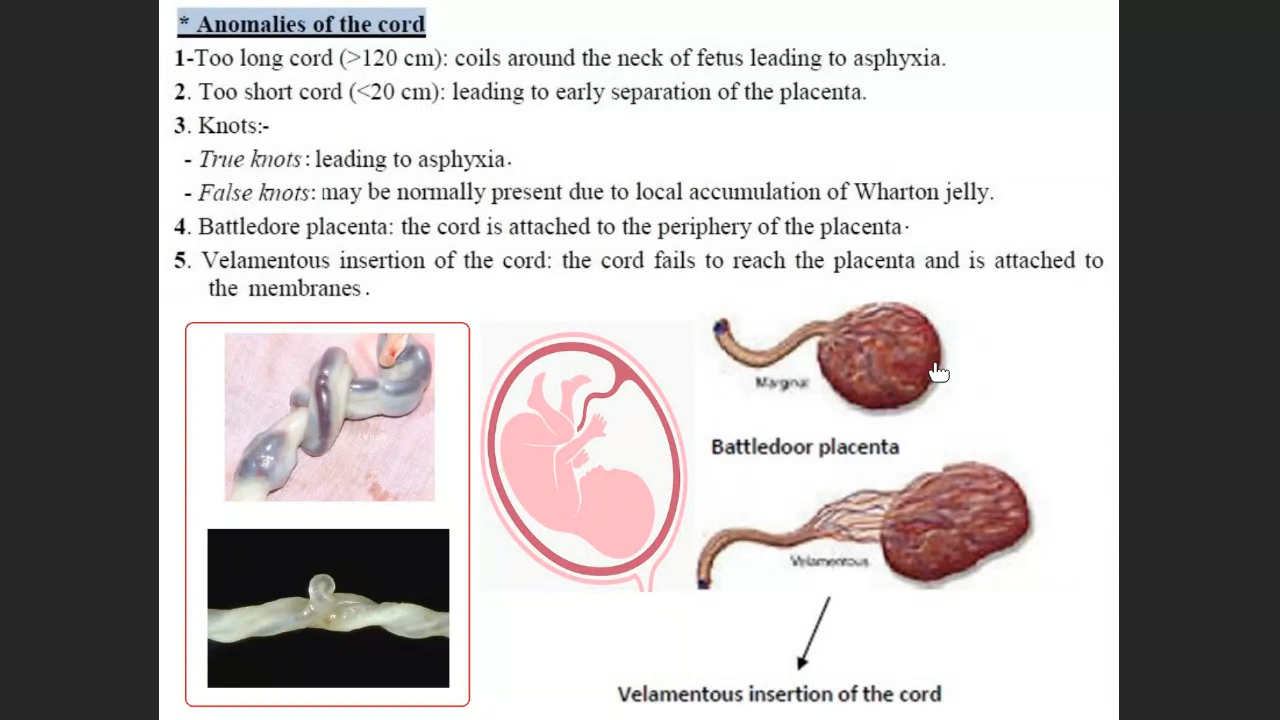 * Anomalies of the cord
1-Too long cord (>120 cm): coils around the neck of fetus leading to asphyxia.
2. Too short cord (<20 cm): leading to early separation of the placenta.
3. Knots:-
- True knots: leading to asphyxia.
- False knots: may be normally present due to local accumulation of Wharton jelly.
4. Battledore placenta: the cord is attached to the periphery of the placenta.
5. Velamentous insertion of the cord: the cord fails to reach the placenta and is attached to
the membranes.
Marginal
Battledoor placenta
Velamentous
Velamentous insertion of the cord